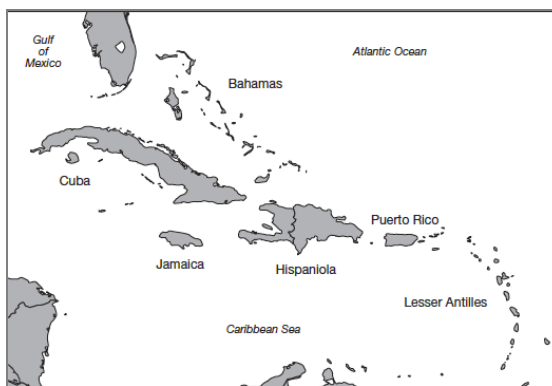 Gulf
of
Mexico
Atlantic Ocean
Bahamas
Cuba
Puerto Rico
Jamaica
Hispaniola
Lesser Antilles
Caribbean Sea